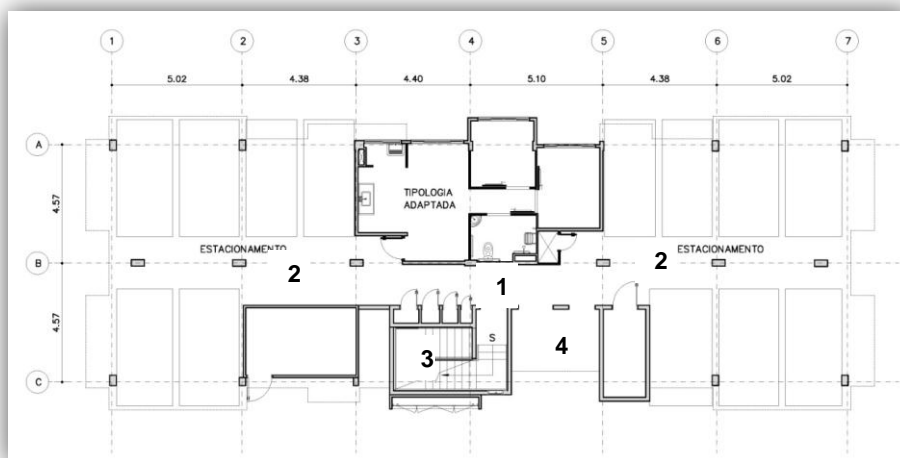 1 2 3 4 5 6 7
5.02 4.38 4.40 5.10 4.38 5.02
A
4.57
TIPOLOGIA
ADAPTADA
ESTACIONAMENTO ESTACIONAMENTO
B
2 1 2
4.57
S
3 4
C